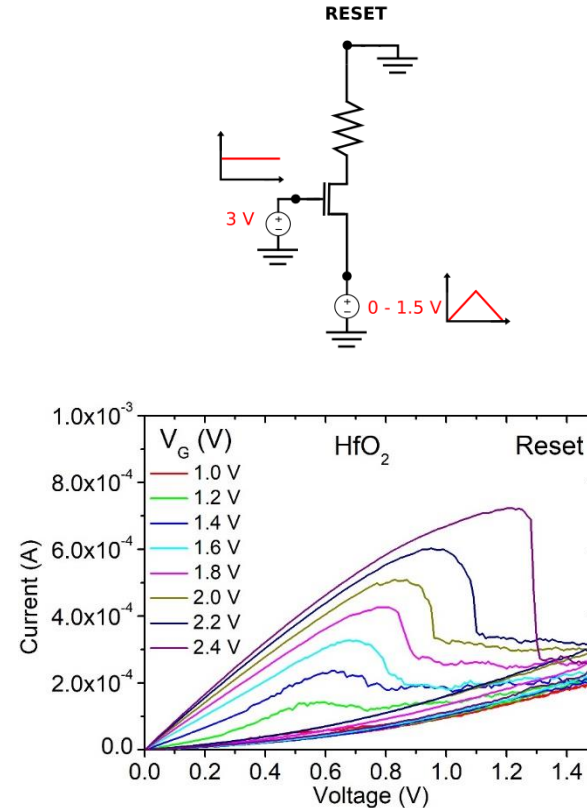 RESET
3 V
+
−
+
−
0 - 1.5 V
1.0x10⁻³
8.0x10⁻⁴
6.0x10⁻⁴
4.0x10⁻⁴
2.0x10⁻⁴
0.0
Current (A)
V_G (V)
1.0 V
1.2 V
1.4 V
1.6 V
1.8 V
2.0 V
2.2 V
2.4 V
HfO₂
Reset
0.0 0.2 0.4 0.6 0.8 1.0 1.2 1.4
Voltage (V)